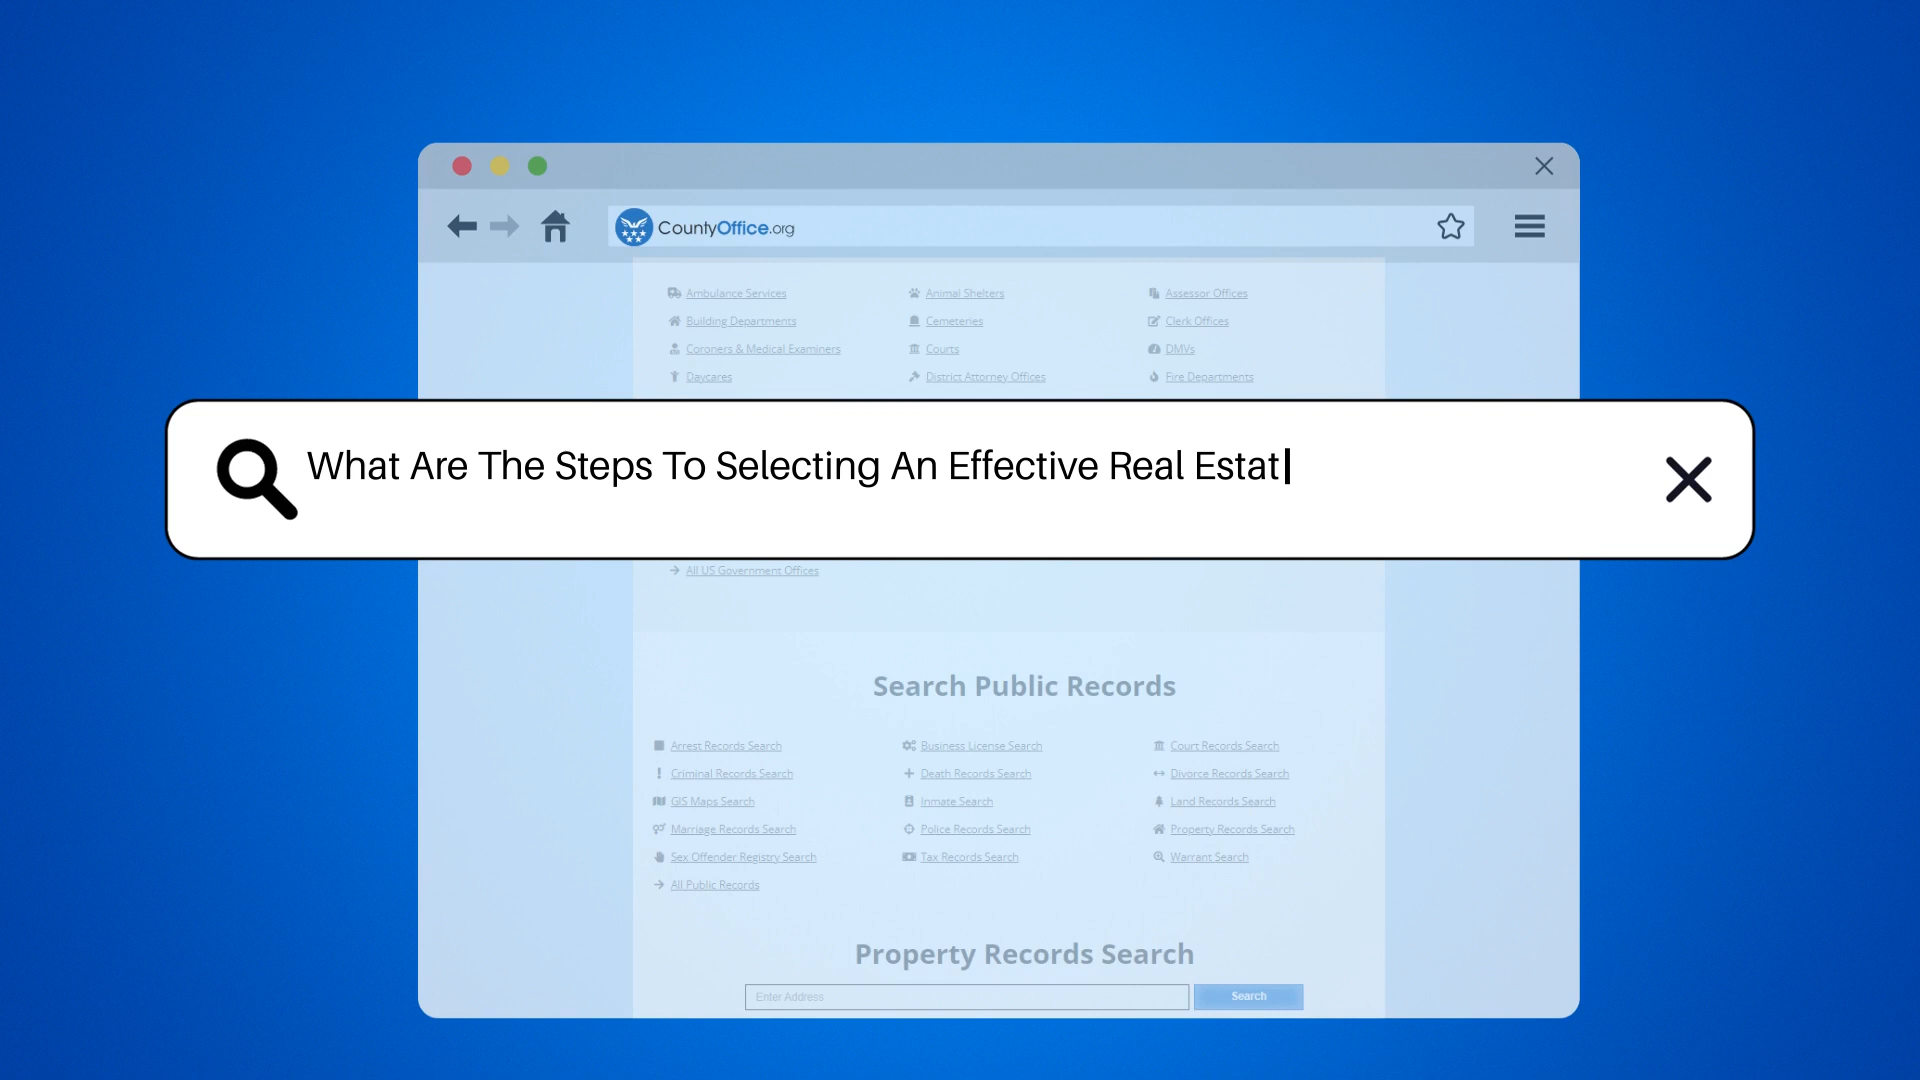 CountyOffice.org
Ambulance Services Animal Shelters Assessor Offices
Building Departments Cemeteries Clerk Offices
Coroners & Medical Examiners Courts DMVs
Daycares District Attorney Offices Fire Departments
What Are The Steps To Selecting An Effective Real Estat
All US Government Offices
Search Public Records
Arrest Records Search Business License Search Court Records Search
Criminal Records Search Death Records Search Divorce Records Search
GIS Maps Search Inmate Search Land Records Search
Marriage Records Search Police Records Search Property Records Search
Sex Offender Registry Search Tax Records Search Warrant Search
All Public Records
Property Records Search
Enter Address Search